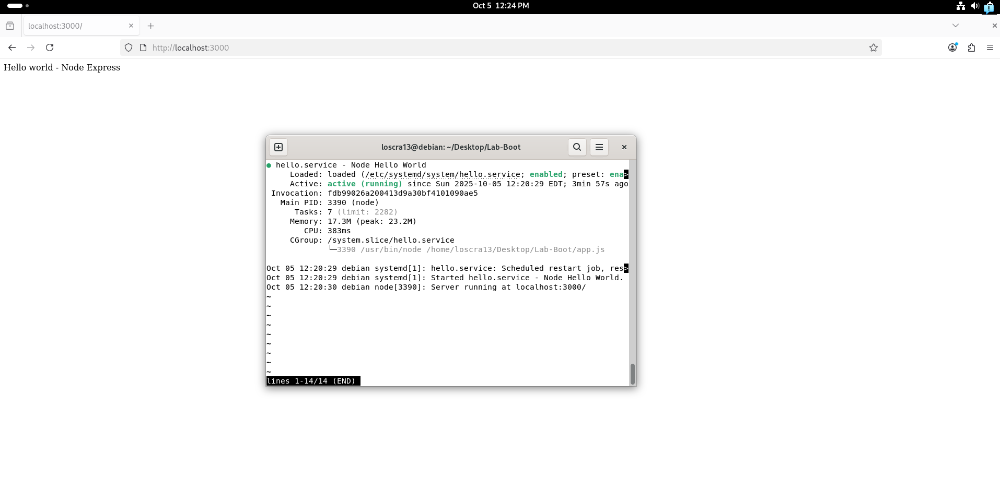 Oct 5 12:24 PM
localhost:3000/
http://localhost:3000
Hello world - Node Express
loscra13@debian: ~/Desktop/Lab-Boot
● hello.service - Node Hello World
Loaded: loaded (/etc/systemd/system/hello.service; enabled; preset: ena>
Active: active (running) since Sun 2025-10-05 12:20:29 EDT; 3min 57s ago
Invocation: fdb99026a200413d9a30bf4101090ae5
Main PID: 3390 (node)
Tasks: 7 (limit: 2282)
Memory: 17.3M (peak: 23.2M)
CPU: 383ms
CGroup: /system.slice/hello.service
└─3390 /usr/bin/node /home/loscra13/Desktop/Lab-Boot/app.js
Oct 05 12:20:29 debian systemd[1]: hello.service: Scheduled restart job, res>
Oct 05 12:20:29 debian systemd[1]: Started hello.service - Node Hello World.
Oct 05 12:20:30 debian node[3390]: Server running at localhost:3000/
~
~
~
~
~
~
~
~
~
lines 1-14/14 (END)